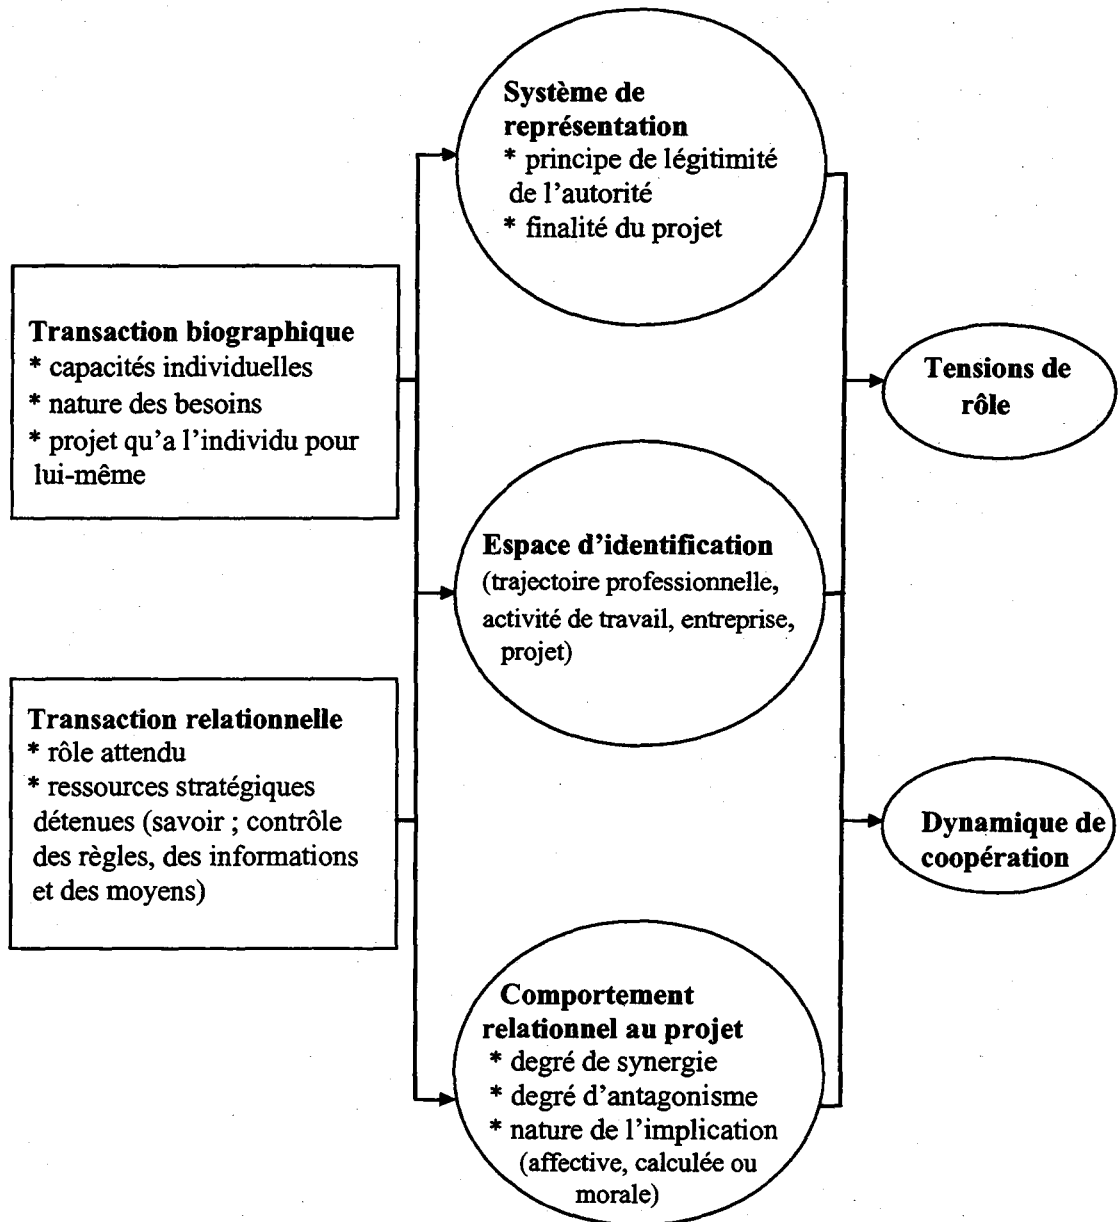 Système de
représentation
* principe de légitimité
de l'autorité
* finalité du projet
Transaction biographique
* capacités individuelles
* nature des besoins
* projet qu'a l'individu pour
lui-même
Tensions de
rôle
Espace d'identification
(trajectoire professionnelle,
activité de travail, entreprise,
projet)
Transaction relationnelle
* rôle attendu
* ressources stratégiques
détenues (savoir ; contrôle
des règles, des informations
et des moyens)
Dynamique de
coopération
Comportement
relationnel au projet
* degré de synergie
* degré d'antagonisme
* nature de l'implication
(affective, calculée ou
morale)